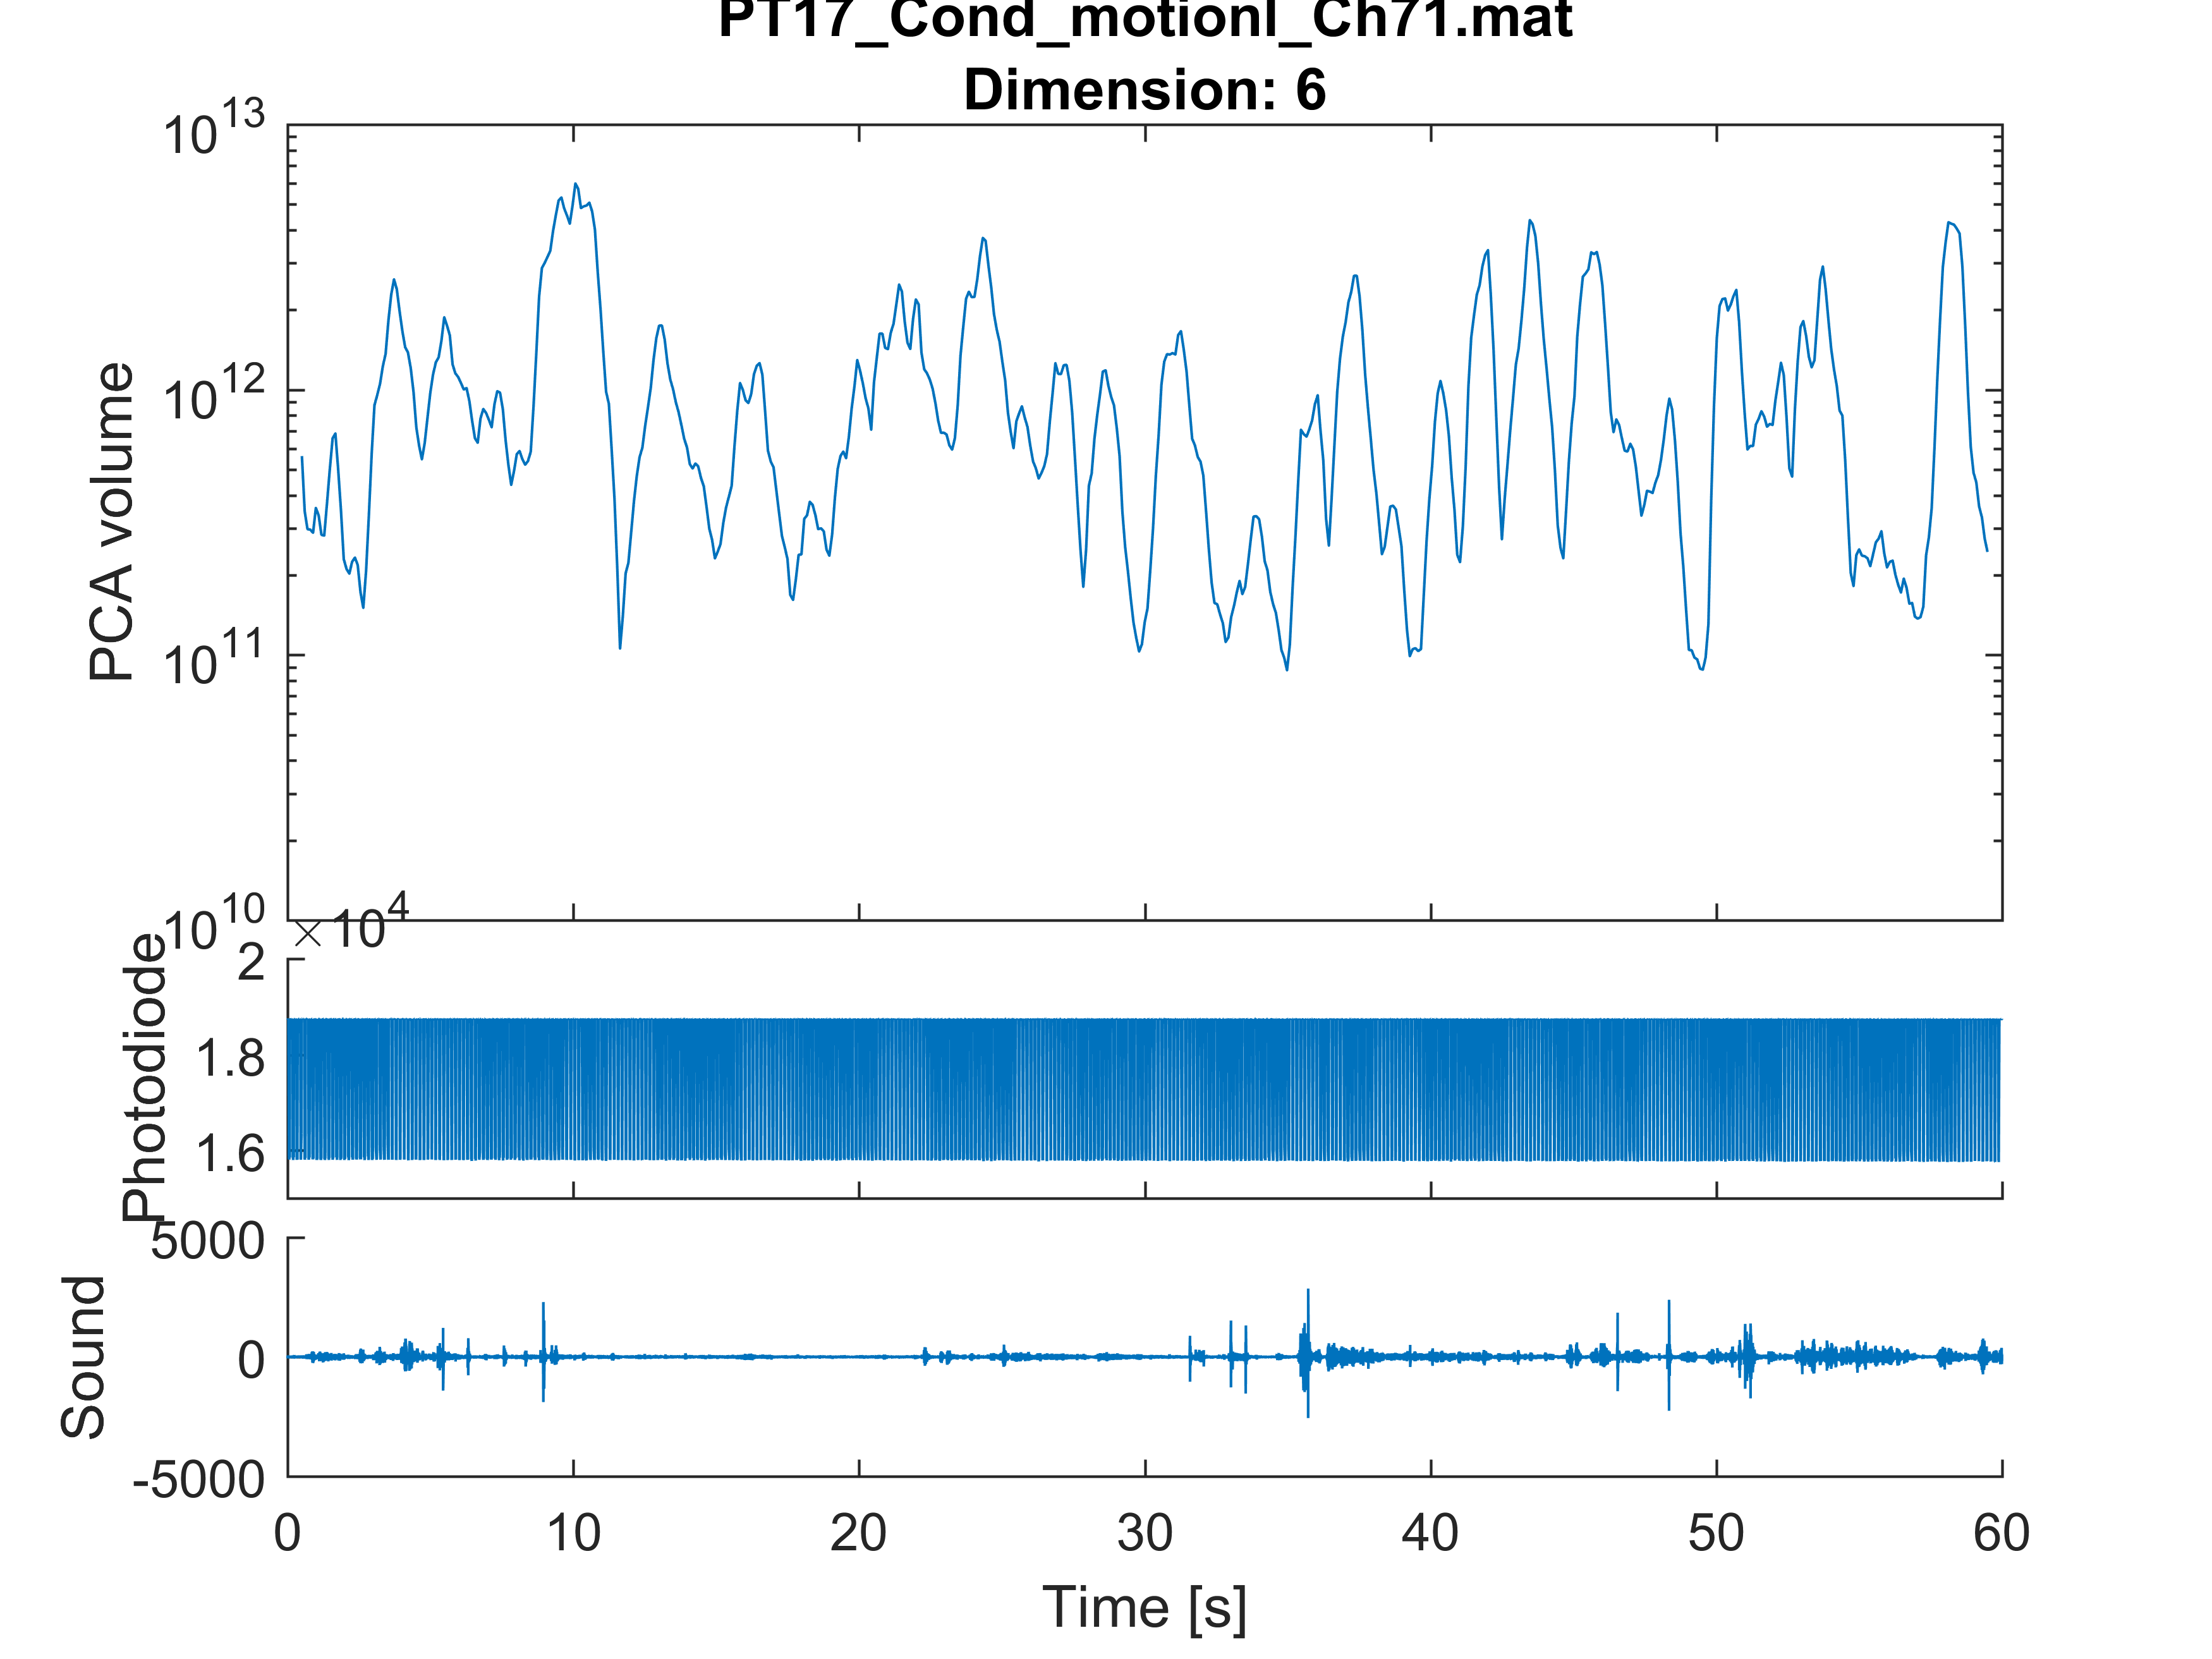 PT17_Cond_motionl_Ch71.mat
Dimension: 6
PCA volume
10^13
10^12
10^11
10^10
× 10^4
Photodiode
2
1.8
1.6
Sound
5000
0
-5000
0 10 20 30 40 50 60
Time [s]